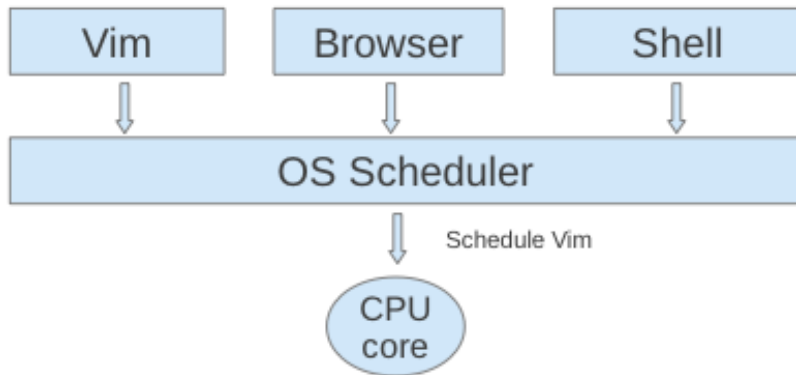 Vim
Browser
Shell
OS Scheduler
Schedule Vim
CPU
core